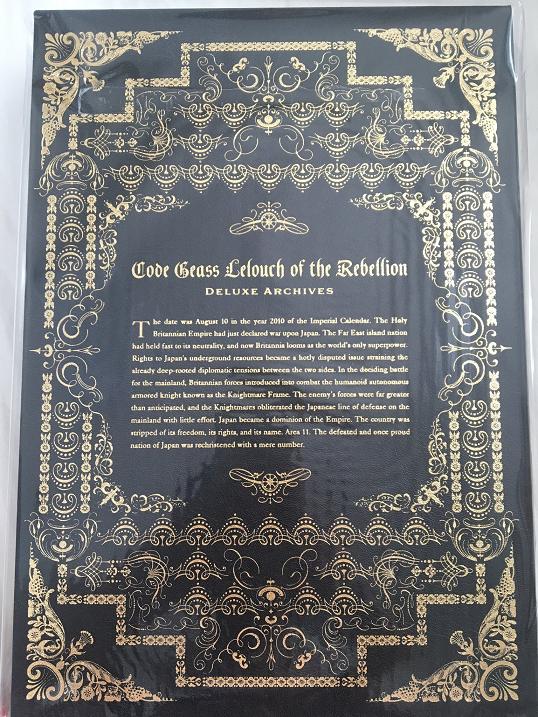 Code Geass Lelouch of the Rebellion
DELUXE ARCHIVES
The date was August 10 in the year 2010 of the Imperial Calendar. The Holy
Britannian Empire had just declared war upon Japan. The Far East island nation
had held fast to its neutrality, and now Britannia looms as the world's only superpower.
Rights to Japan's underground resources became a hotly disputed issue straining the
already deep-rooted diplomatic tensions between the two sides. In the deciding battle
for the mainland, Britannian forces introduced into combat the humanoid autonomous
armored knight known as the Knightmare Frame. The enemy's forces were far greater
than anticipated, and the Knightmares obliterated the Japanese line of defense on the
mainland with little effort. Japan became a dominion of the Empire. The country was
stripped of its freedom, its rights, and its name. Area 11. The defeated and once proud
nation of Japan was rechristened with a mere number.